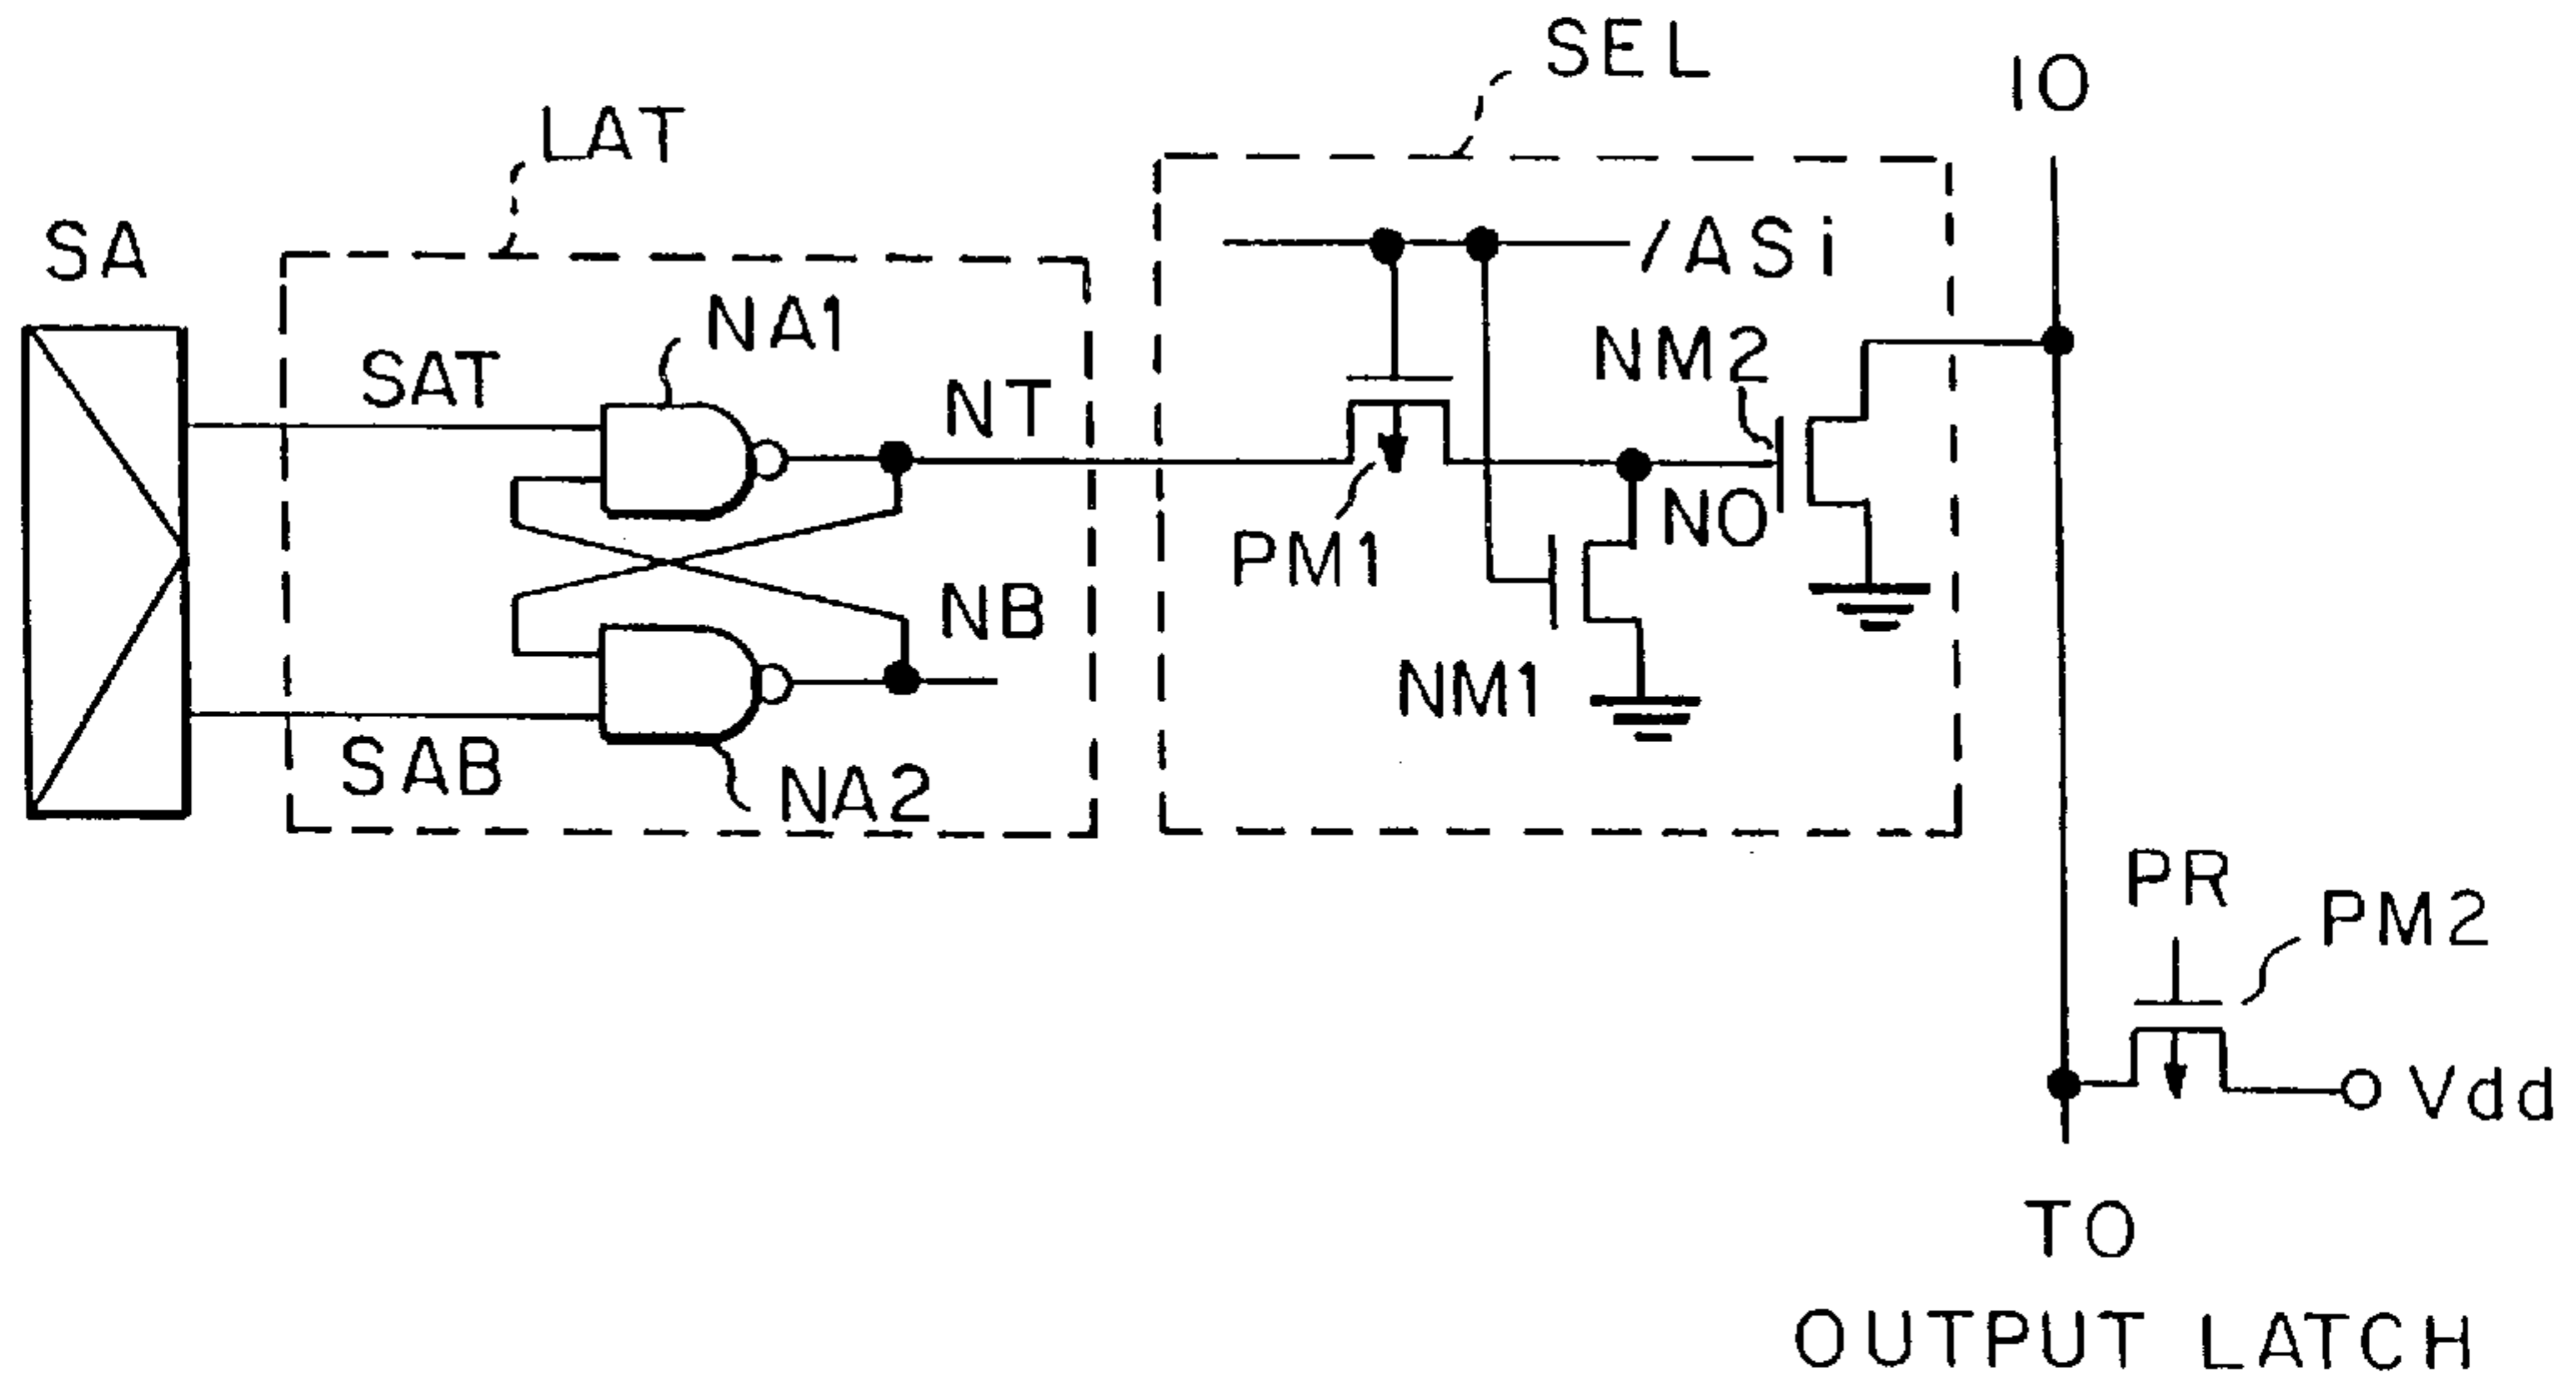 SEL
IO
LAT
SA
/ASi
NA1
NM2
SAT
NT
NO
PM1
NB
NM1
SAB
NA2
PR
PM2
Vdd
TO
OUTPUT LATCH